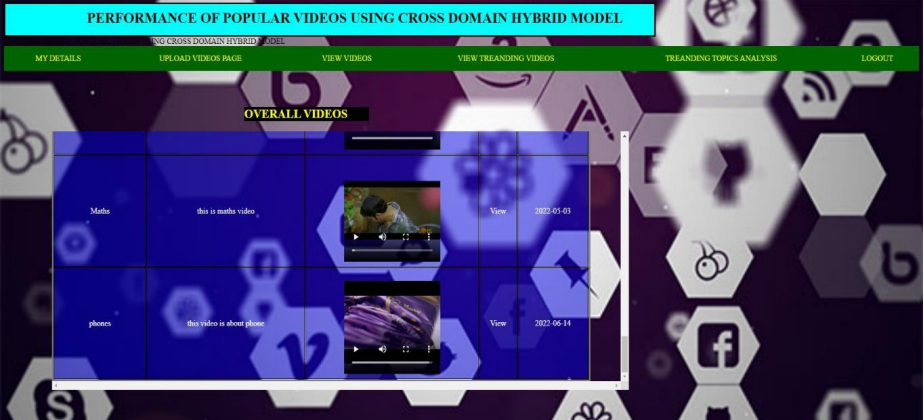 PERFORMANCE OF POPULAR VIDEOS USING CROSS DOMAIN HYBRID MODEL
ING CROSS DOMAIN HYBRID MODEL
MY DETAILS UPLOAD VIDEOS PAGE VIEW VIDEOS VIEW TREANDING VIDEOS TREANDING TOPICS ANALYSIS LOGOUT
OVERALL VIDEOS
Maths this is maths video View 2022-05-03
phones this video is about phone View 2022-06-14